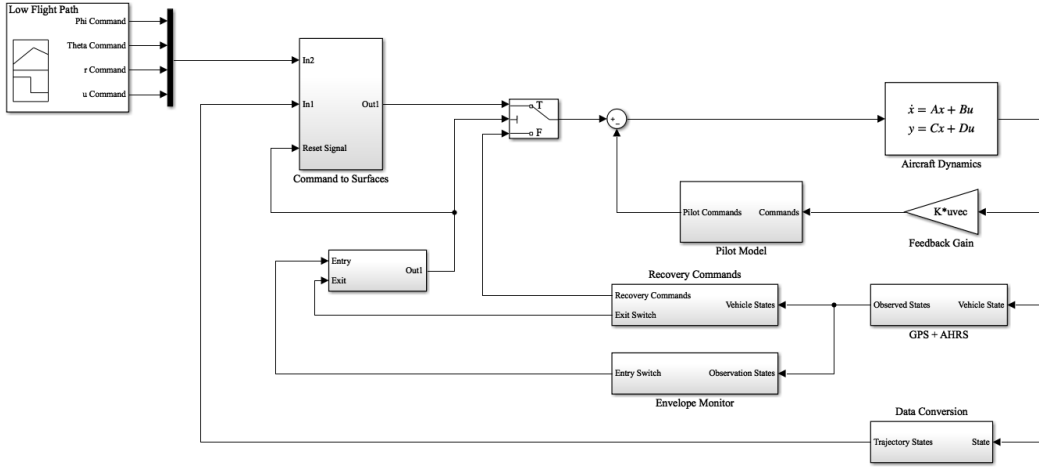 Low Flight Path
Phi Command
Theta Command
r Command
u Command
In2
In1
Out1
Reset Signal
Command to Surfaces
T
F
+
-
ẋ = Ax + Bu
y = Cx + Du
Aircraft Dynamics
Pilot Commands
Commands
Pilot Model
K*uvec
Feedback Gain
Entry
Exit
Out1
Recovery Commands
Recovery Commands
Exit Switch
Vehicle States
Observed States
Vehicle State
GPS + AHRS
Entry Switch
Observation States
Envelope Monitor
Data Conversion
Trajectory States
State